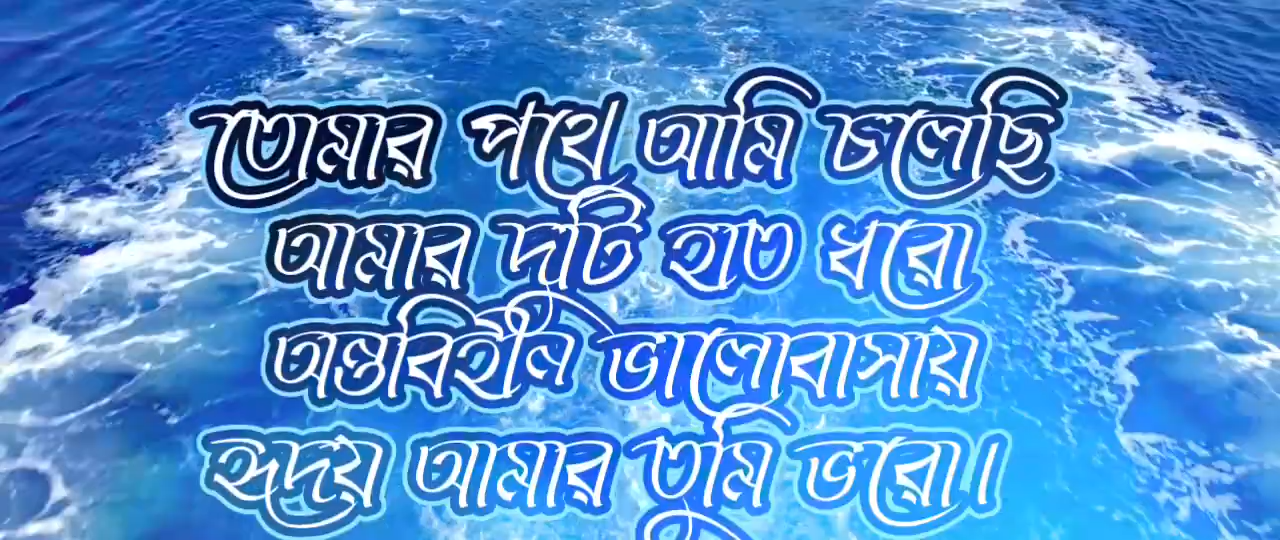 তোমার পথে আমি চলেছি
আমার দুটি হাত ধরো
অন্তবিহীন ভালোবাসায়
হৃদয় আমার তুমি ভরো।